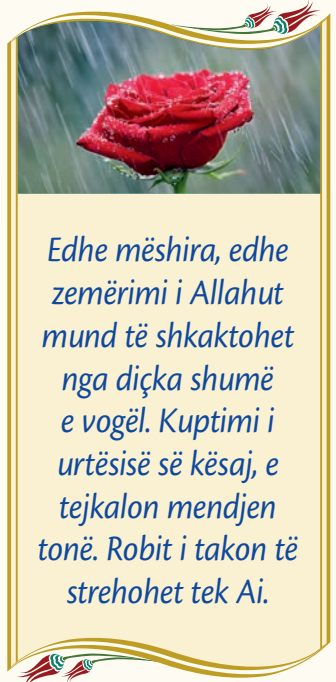 Edhe mëshira, edhe
zemërimi i Allahut
mund të shkaktohet
nga diçka shumë
e vogël. Kuptimi i
urtësisë së kësaj, e
tejkalon mendjen
tonë. Robit i takon të
strehohet tek Ai.